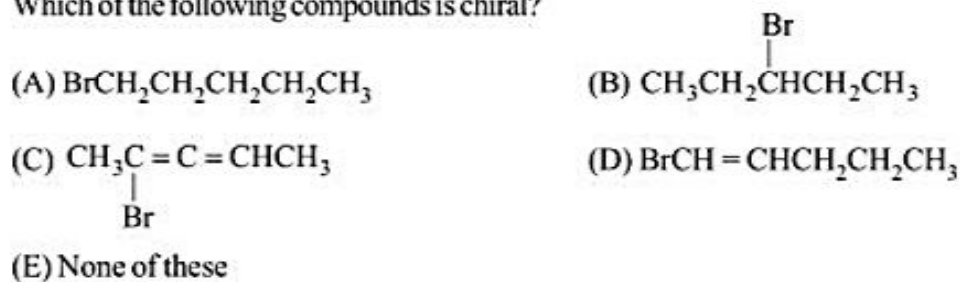 Which of the following compounds is chiral?
Br
(A) BrCH₂CH₂CH₂CH₂CH₃
(B) CH₃CH₂CHCH₂CH₃
(C) CH₃C = C = CHCH₃
Br
(D) BrCH = CHCH₂CH₂CH₃
(E) None of these